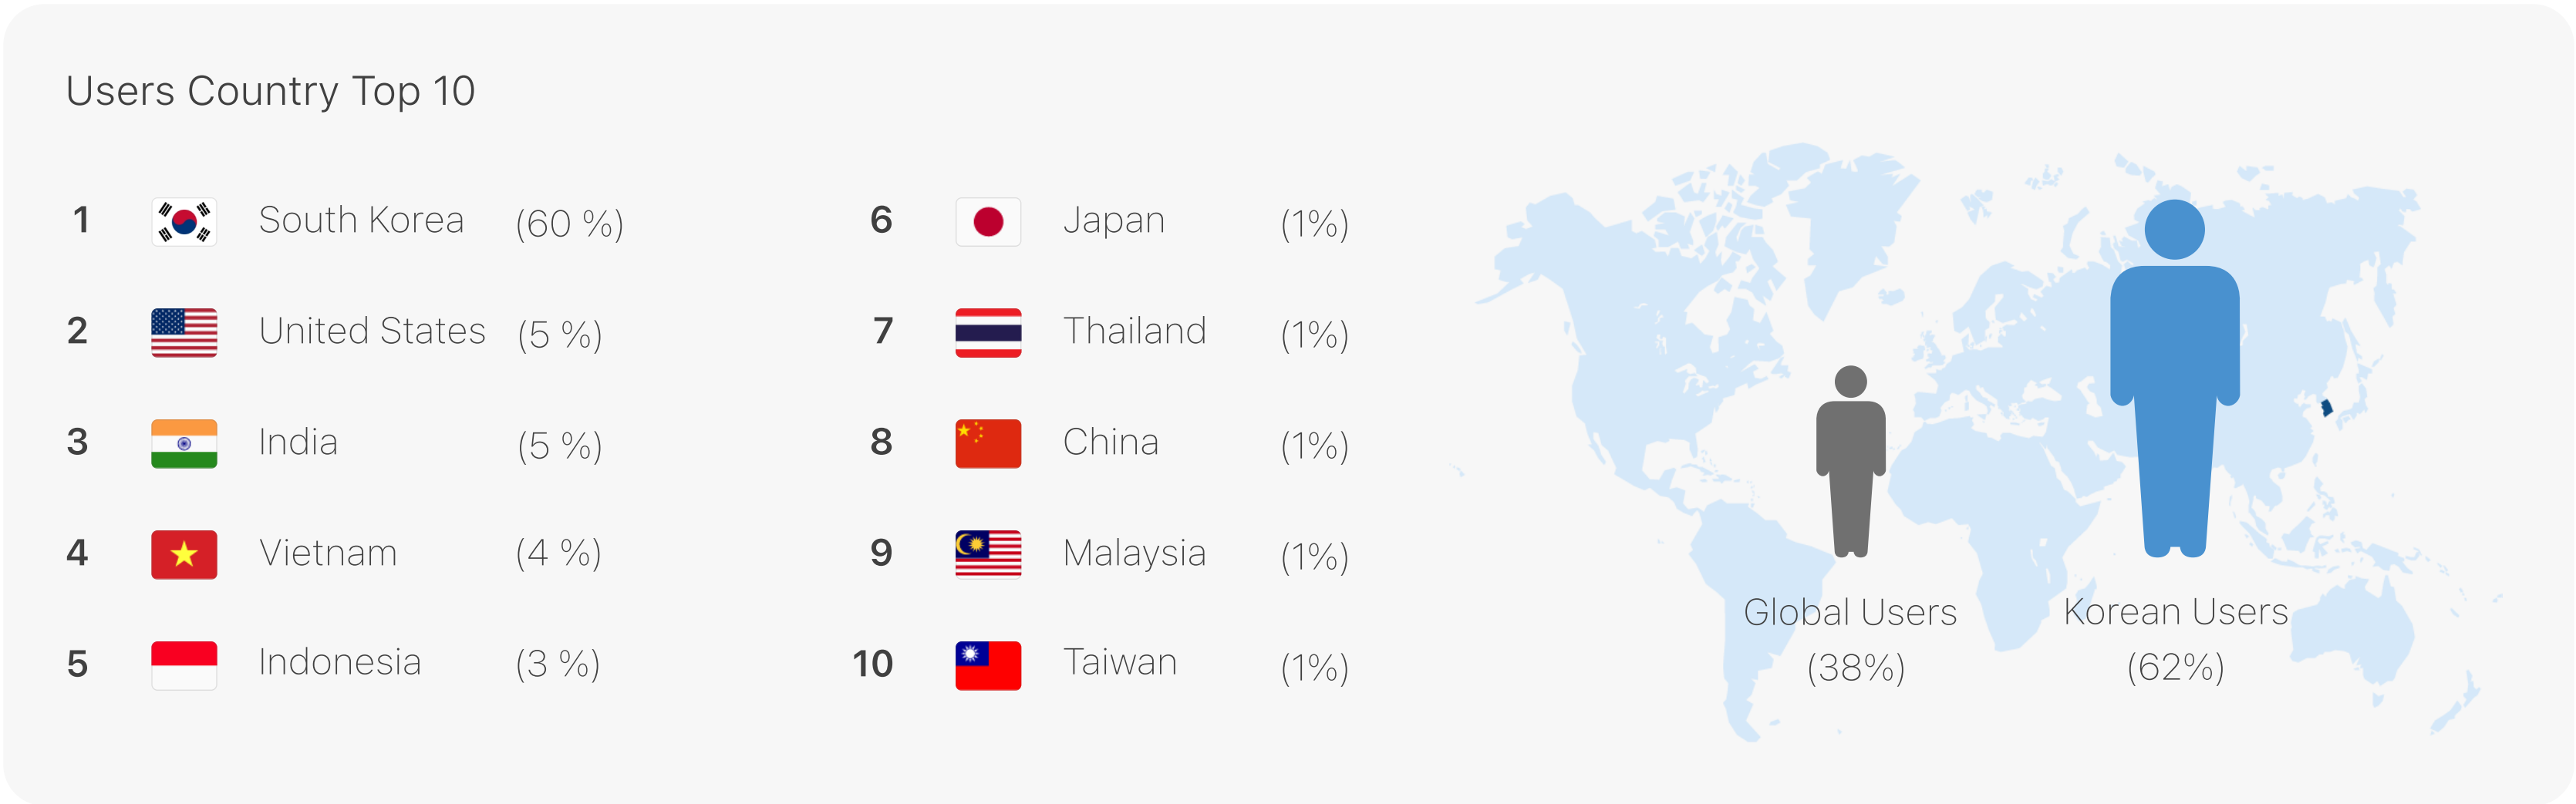 Users Country Top 10
1 South Korea (60 %)
2 United States (5 %)
3 India (5 %)
4 Vietnam (4 %)
5 Indonesia (3 %)
6 Japan (1%)
7 Thailand (1%)
8 China (1%)
9 Malaysia (1%)
10 Taiwan (1%)
Global Users
(38%)
Korean Users
(62%)